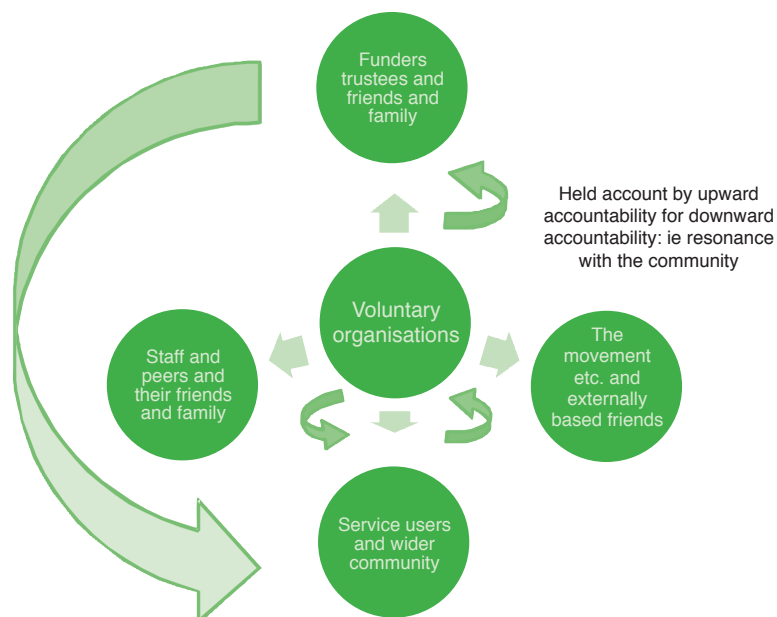 Funders
trustees and
friends and
family
Held account by upward
accountability for downward
accountability: ie resonance
with the community
Voluntary
organisations
Staff and
peers and
their friends
and family
The
movement
etc. and
externally
based friends
Service users
and wider
community